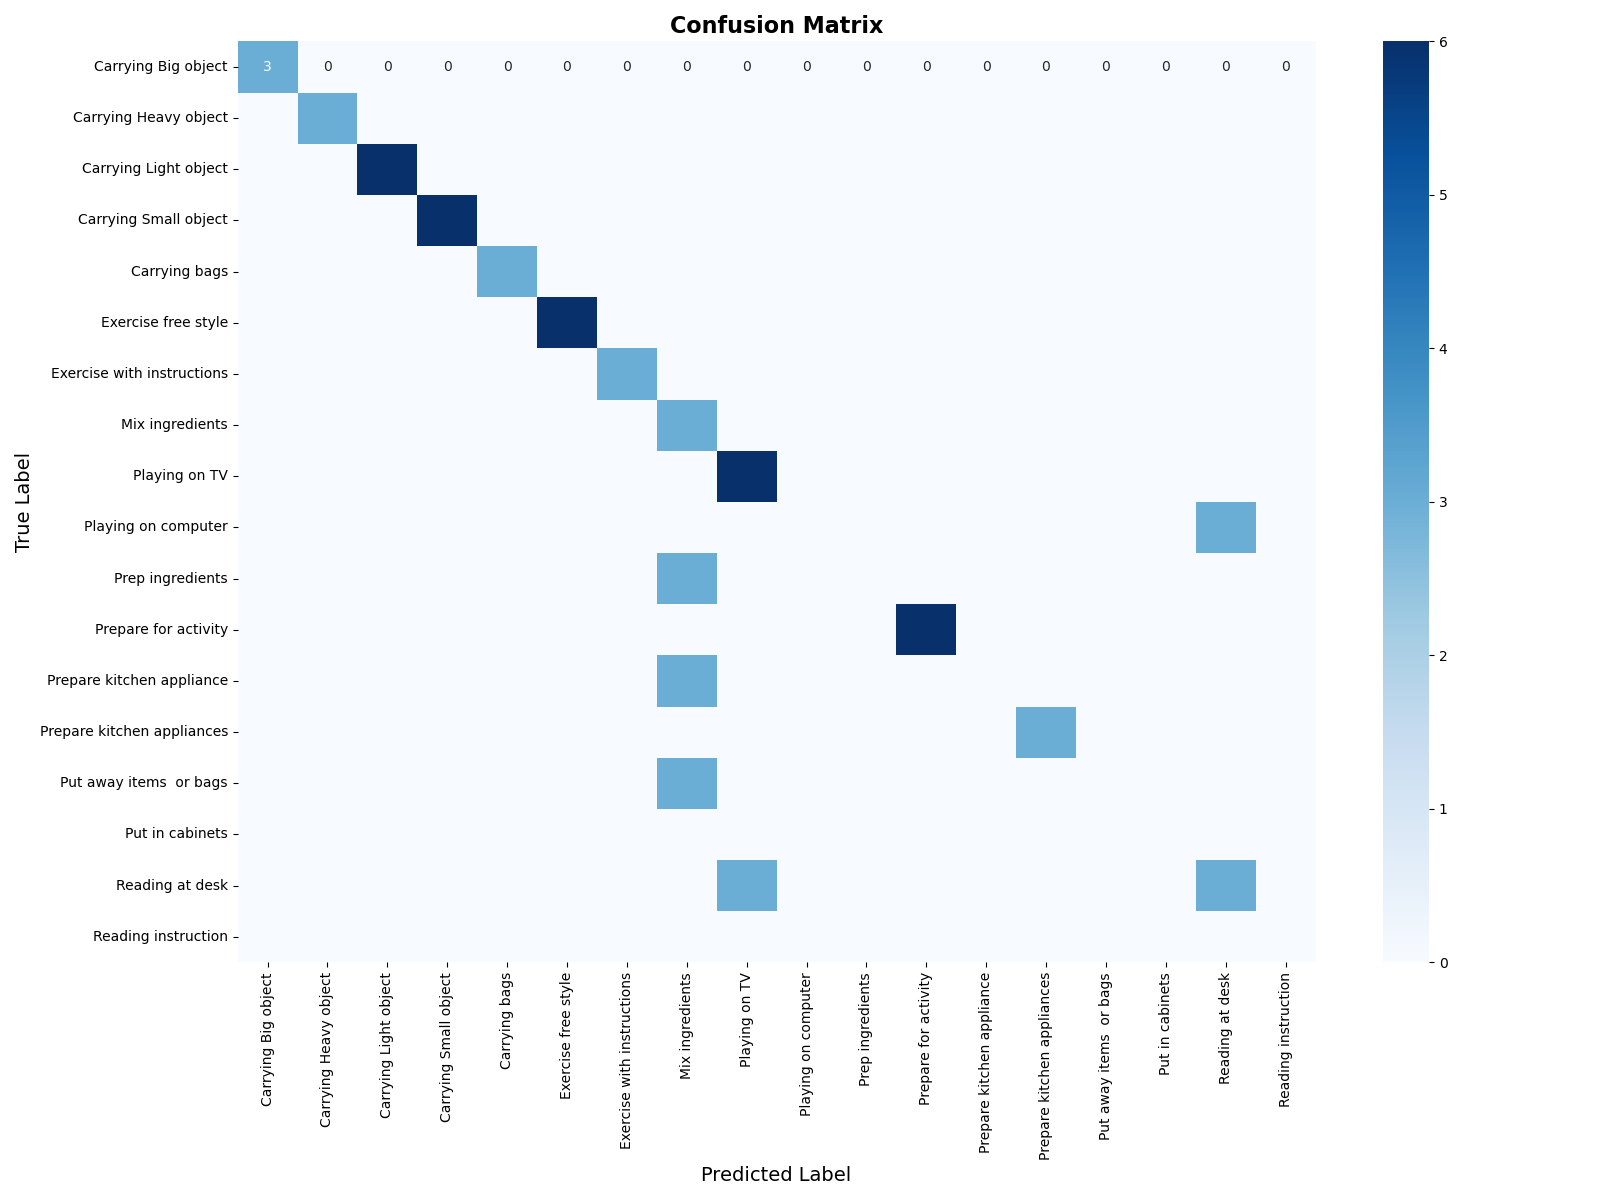 Confusion Matrix
Carrying Big object
3 0 0 0 0 0 0 0 0 0 0 0 0 0 0 0 0 0
Carrying Heavy object
Carrying Light object
Carrying Small object
Carrying bags
Exercise free style
Exercise with instructions
Mix ingredients
Playing on TV
Playing on computer
Prep ingredients
Prepare for activity
Prepare kitchen appliance
Prepare kitchen appliances
Put away items  or bags
Put in cabinets
Reading at desk
Reading instruction
True Label
Carrying Big object
Carrying Heavy object
Carrying Light object
Carrying Small object
Carrying bags
Exercise free style
Exercise with instructions
Mix ingredients
Playing on TV
Playing on computer
Prep ingredients
Prepare for activity
Prepare kitchen appliance
Prepare kitchen appliances
Put away items  or bags
Put in cabinets
Reading at desk
Reading instruction
Predicted Label
6
5
4
3
2
1
0